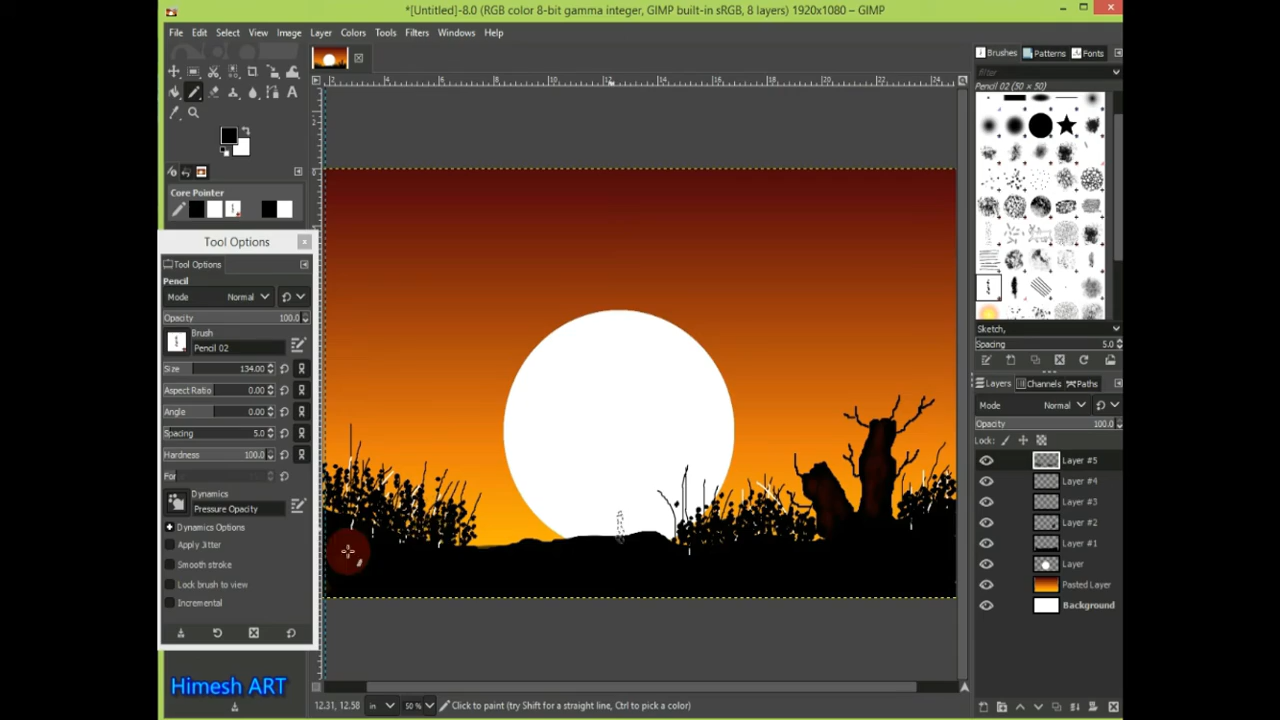 *[Untitled]-8.0 (RGB color 8-bit gamma integer, GIMP built-in sRGB, 8 layers) 1920x1080 – GIMP
File Edit Select View Image Layer Colors Tools Filters Windows Help
Brushes Patterns Fonts
filter
Pencil 02 (50 × 50)
Core Pointer
Tool Options
Tool Options
Pencil
Mode Normal
Opacity 100.0
Brush
Pencil 02
Size 134.00
Aspect Ratio 0.00
Angle 0.00
Spacing 5.0
Hardness 100.0
Dynamics
Pressure Opacity
Dynamics Options
Apply Jitter
Smooth stroke
Lock brush to view
Incremental
Sketch,
Spacing 5.0
Layers Channels Paths
Mode Normal
Opacity 100.0
Lock:
Layer #5
Layer #4
Layer #3
Layer #2
Layer #1
Layer
Pasted Layer
Background
Himesh ART
12.31, 12.58 in 50 % Click to paint (try Shift for a straight line, Ctrl to pick a color)